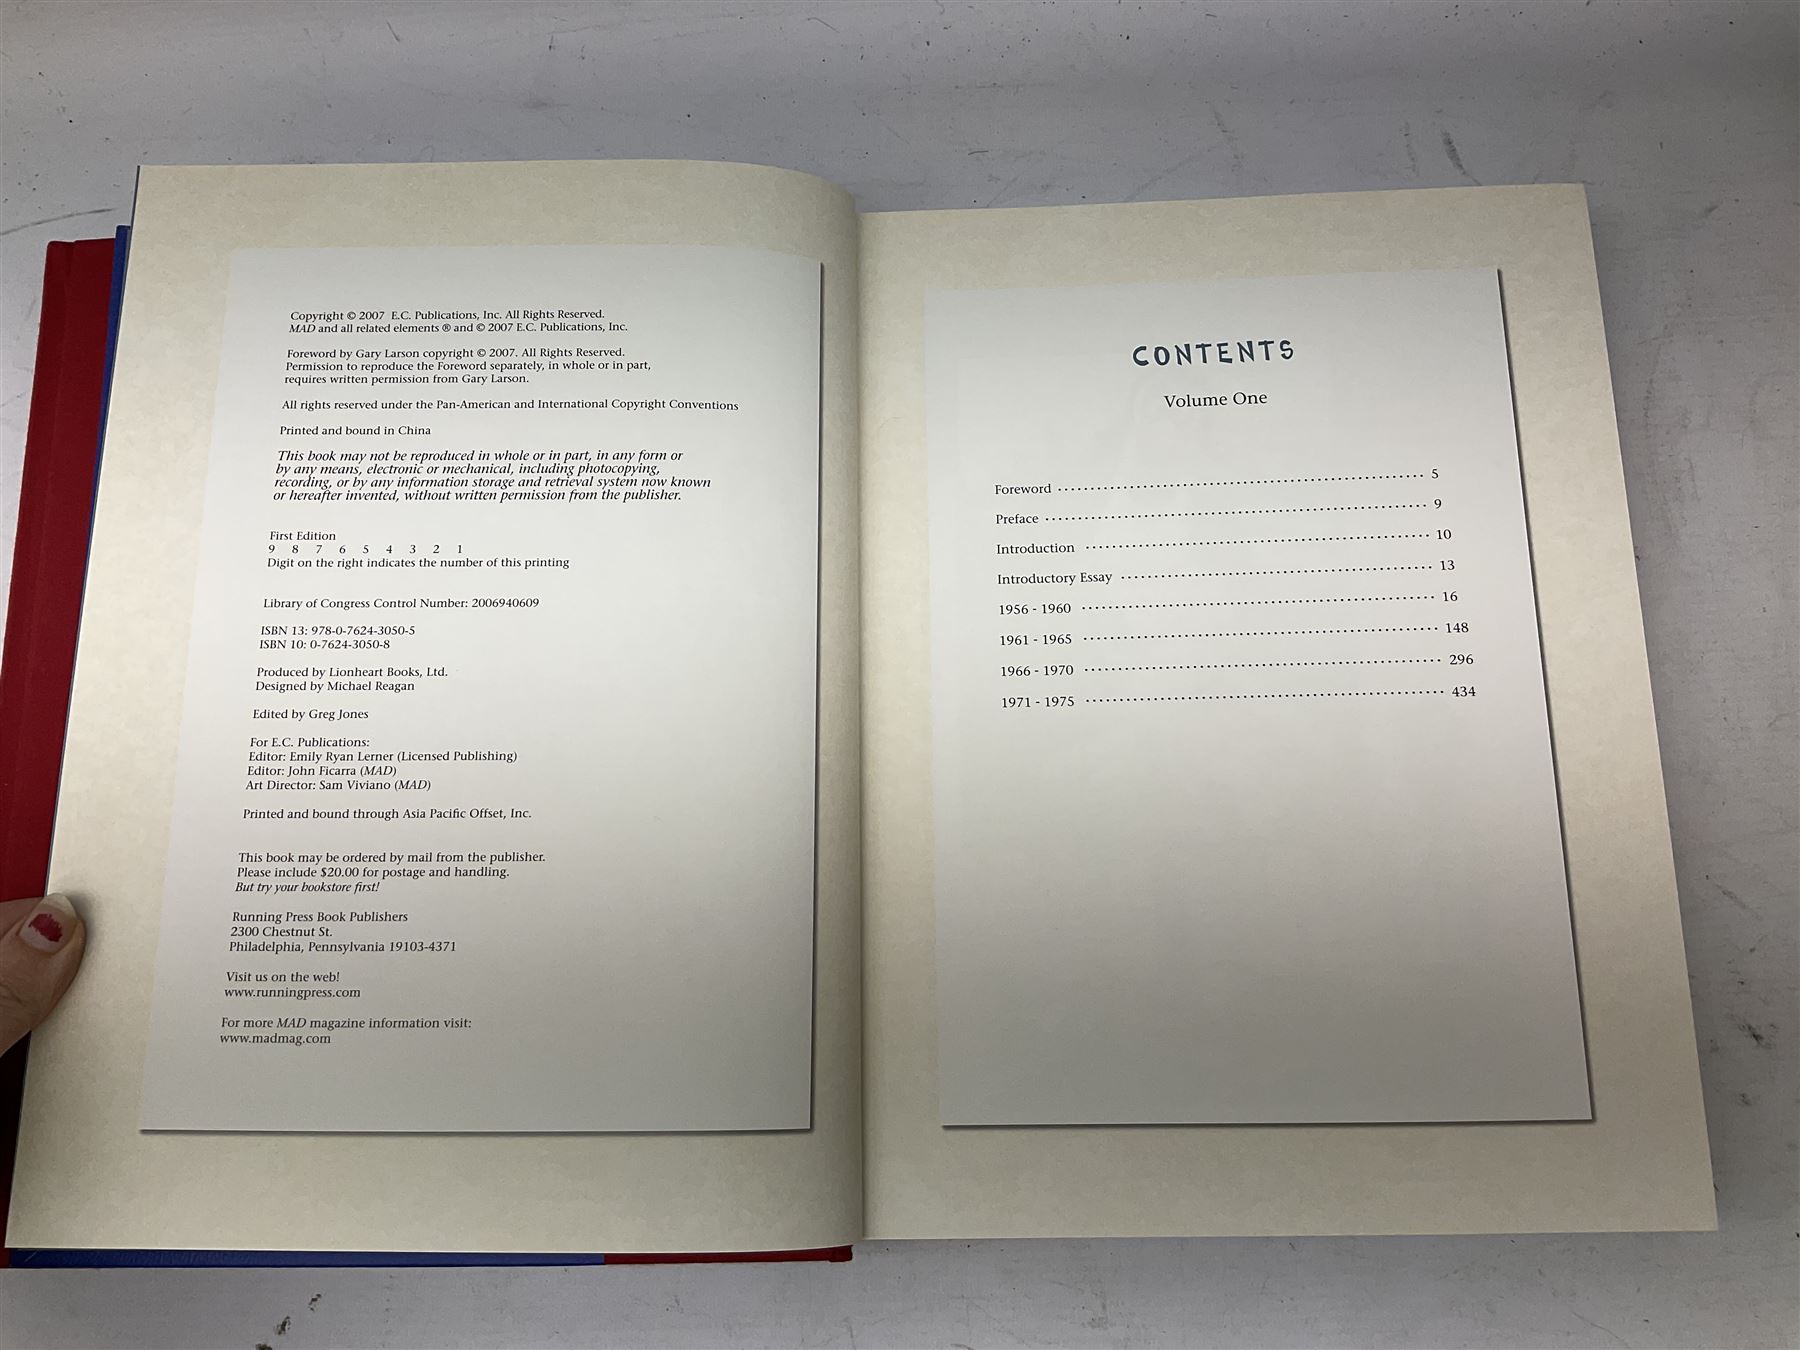 Copyright © 2007 E.C. Publications, Inc. All Rights Reserved.
MAD and all related elements ® and © 2007 E.C. Publications, Inc.
Foreword by Gary Larson copyright © 2007. All Rights Reserved.
Permission to reproduce the Foreword separately, in whole or in part,
requires written permission from Gary Larson.
All rights reserved under the Pan-American and International Copyright Conventions
Printed and bound in China
This book may not be reproduced in whole or in part, in any form or
by any means, electronic or mechanical, including photocopying,
recording, or by any information storage and retrieval system now known
or hereafter invented, without written permission from the publisher.
First Edition
9 8 7 6 5 4 3 2 1
Digit on the right indicates the number of this printing
Library of Congress Control Number: 2006940609
ISBN 13: 978-0-7624-3050-5
ISBN 10: 0-7624-3050-8
Produced by Lionheart Books, Ltd.
Designed by Michael Reagan
Edited by Greg Jones
For E.C. Publications:
Editor: Emily Ryan Lerner (Licensed Publishing)
Editor: John Ficarra (MAD)
Art Director: Sam Viviano (MAD)
Printed and bound through Asia Pacific Offset, Inc.
This book may be ordered by mail from the publisher.
Please include $20.00 for postage and handling.
But try your bookstore first!
Running Press Book Publishers
2300 Chestnut St.
Philadelphia, Pennsylvania 19103-4371
Visit us on the web!
www.runningpress.com
For more MAD magazine information visit:
www.madmag.com
CONTENTS
Volume One
Foreword 5
Preface 9
Introduction 10
Introductory Essay 13
1956 - 1960 16
1961 - 1965 148
1966 - 1970 296
1971 - 1975 434